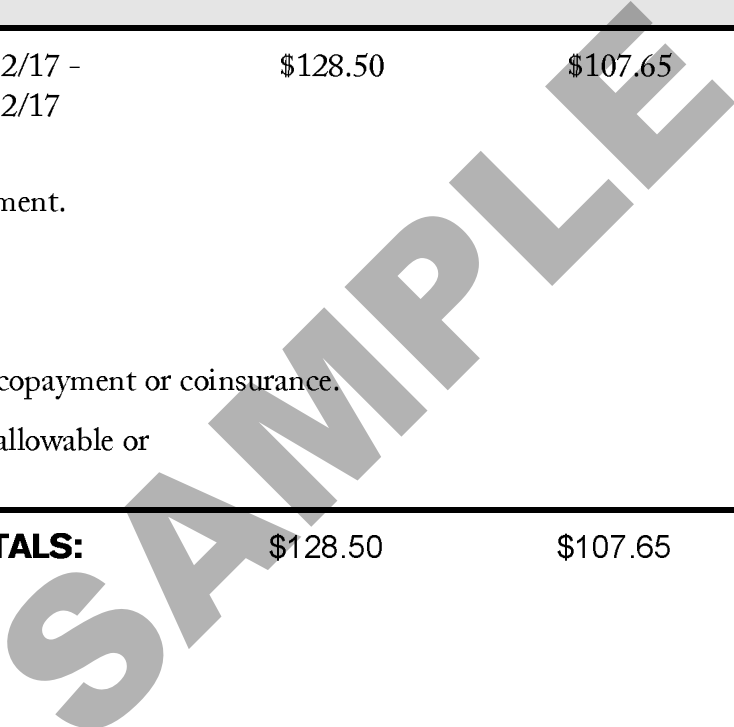 2/17 - $128.50 $107.65
2/17
ment.
copayment or coinsurance.
allowable or
TALS: $128.50 $107.65
SAMPLE